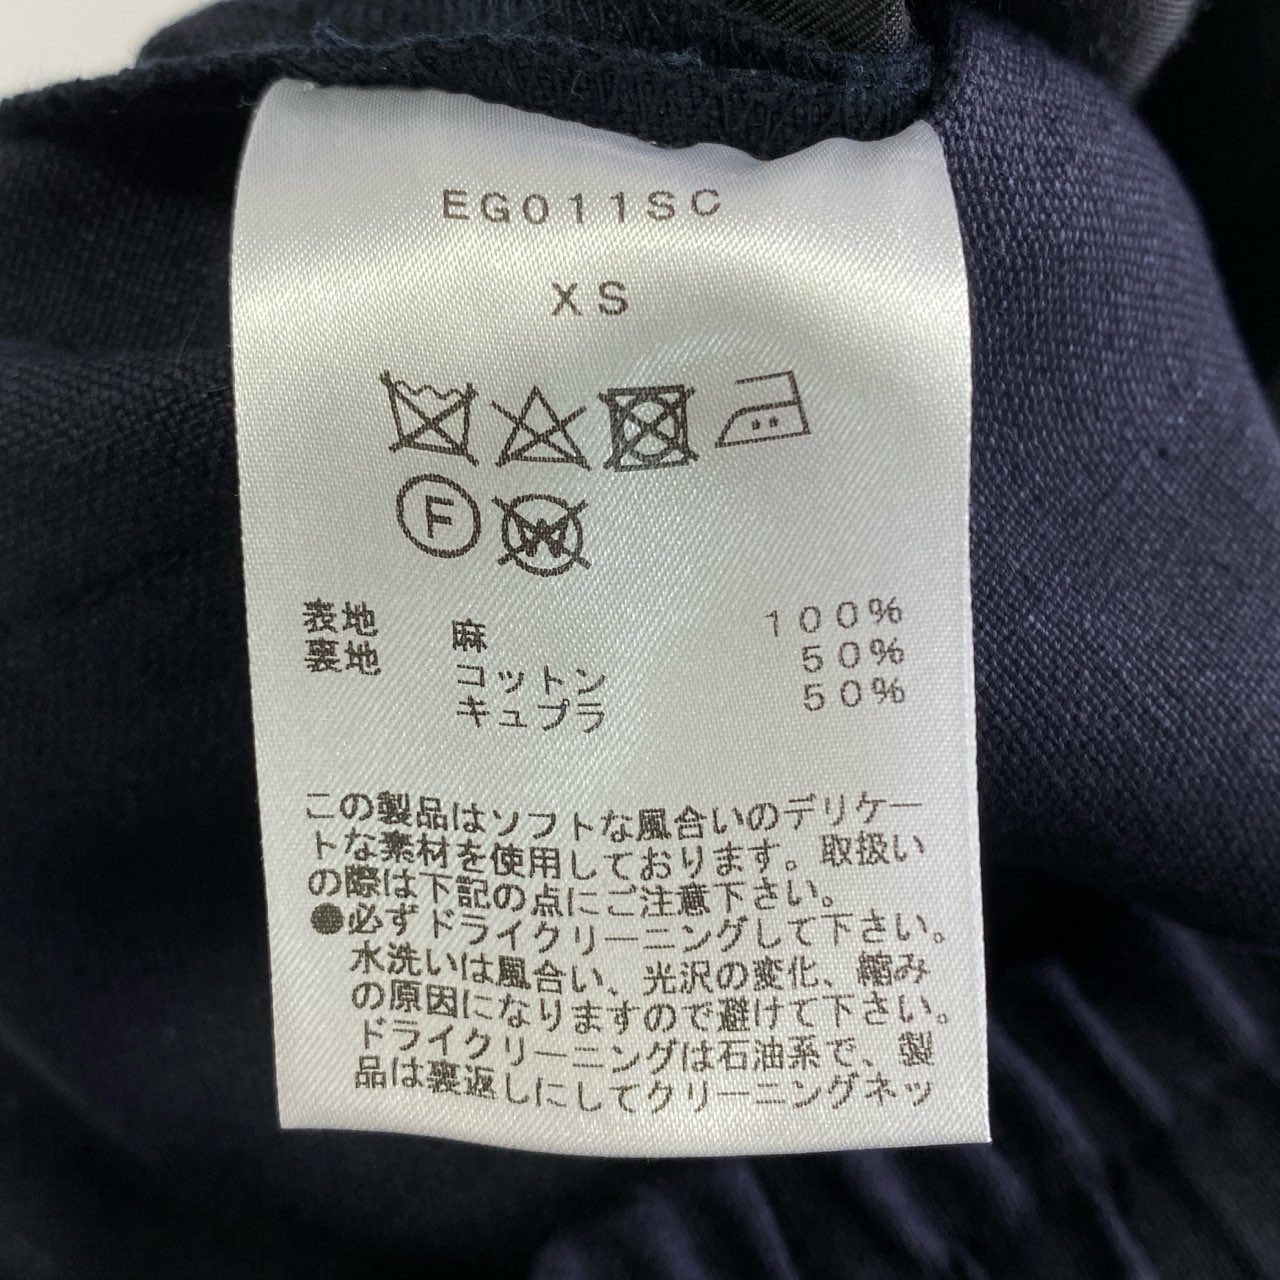 EG011SC
XS
F
W
表地 麻 100%
裏地 コットン 50%
キュプラ 50%
この製品はソフトな風合いのデリケー
トな素材を使用しております。取扱い
の際は下記の点にご注意下さい。
●必ずドライクリーニングして下さい。
水洗いは風合い、光沢の変化、縮み
の原因になりますので避けて下さい。
ドライクリーニングは石油系で、製
品は裏返しにしてクリーニングネッ